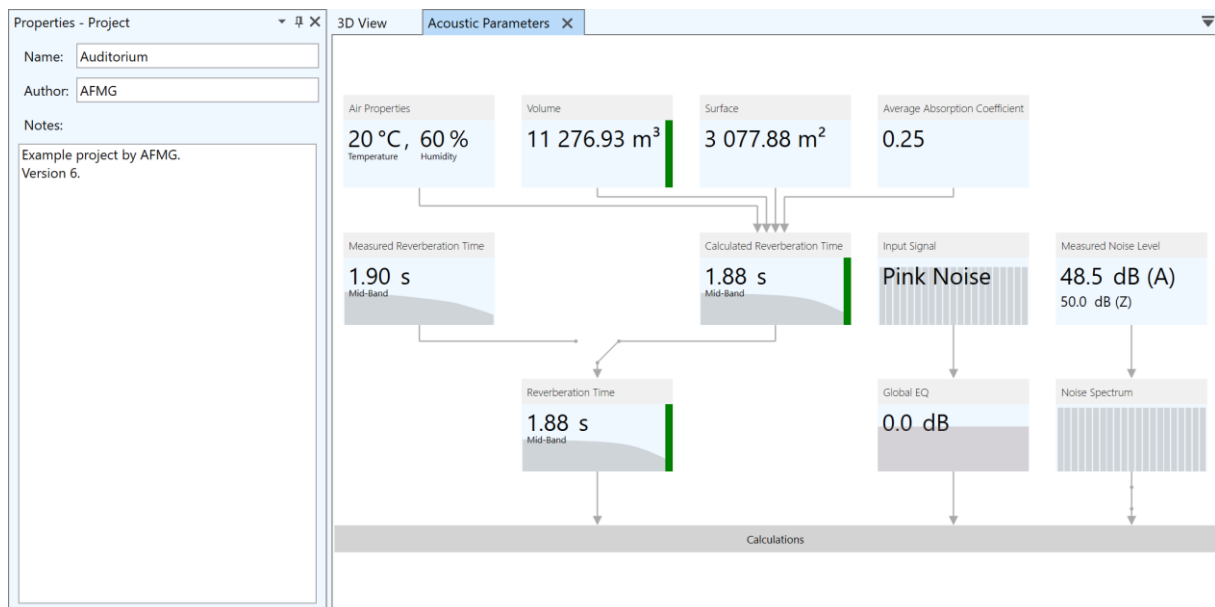 Properties - Project
Name: Auditorium
Author: AFMG
Notes:
Example project by AFMG.
Version 6.
3D View
Acoustic Parameters
Air Properties
20 °C, 60 %
Temperature Humidity
Volume
11 276.93 m³
Surface
3 077.88 m²
Average Absorption Coefficient
0.25
Measured Reverberation Time
1.90 s
Mid-Band
Calculated Reverberation Time
1.88 s
Mid-Band
Input Signal
Pink Noise
Measured Noise Level
48.5 dB (A)
50.0 dB (Z)
Reverberation Time
1.88 s
Mid-Band
Global EQ
0.0 dB
Noise Spectrum
Calculations